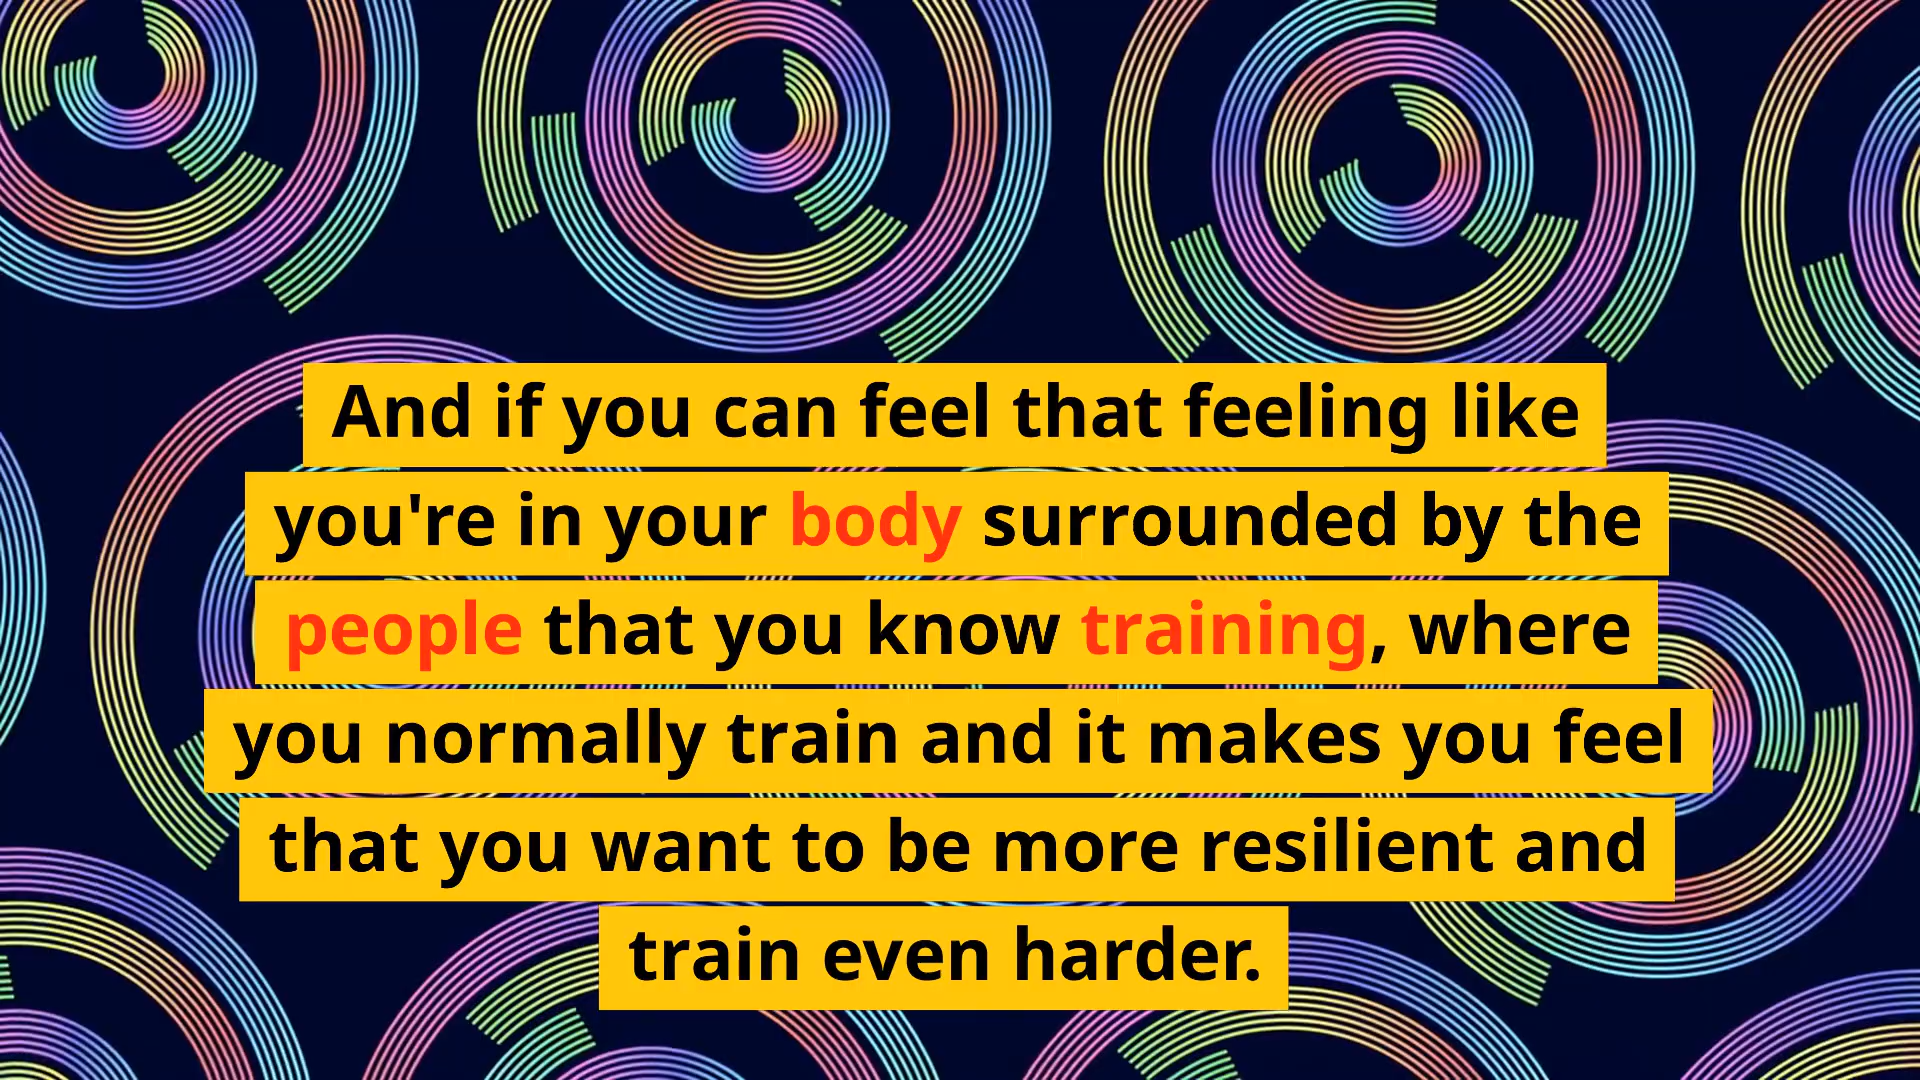 And if you can feel that feeling like
you're in your body surrounded by the
people that you know training, where
you normally train and it makes you feel
that you want to be more resilient and
train even harder.